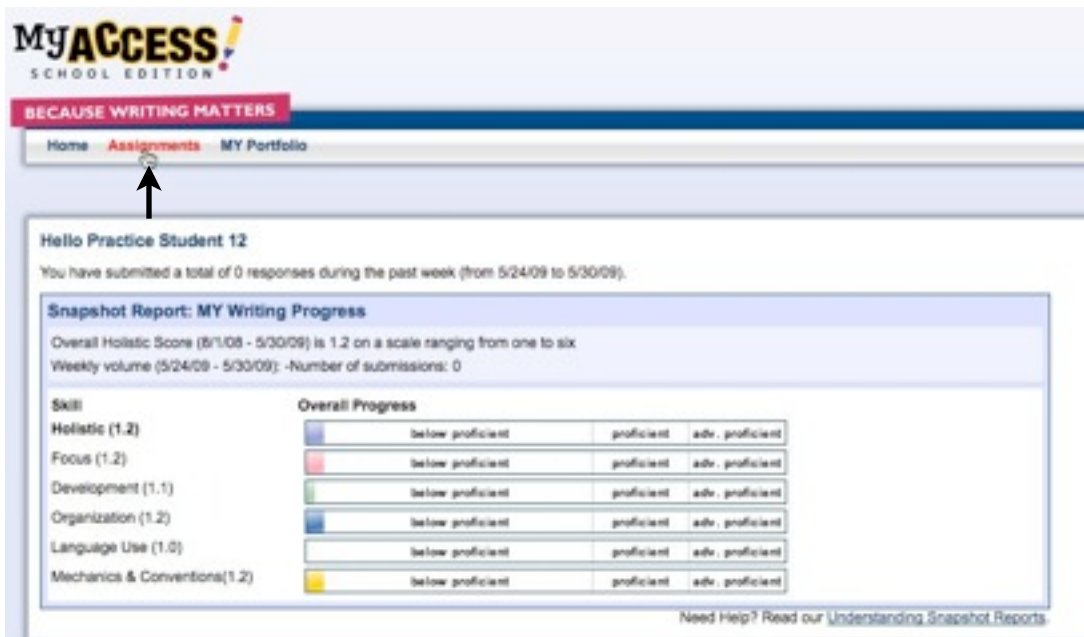 MY ACCESS!
SCHOOL EDITION
BECAUSE WRITING MATTERS
Home Assignments MY Portfolio
Hello Practice Student 12
You have submitted a total of 0 responses during the past week (from 5/24/09 to 5/30/09).
Snapshot Report: MY Writing Progress
Overall Holistic Score (8/1/08 - 5/30/09) is 1.2 on a scale ranging from one to six
Weekly volume (5/24/09 - 5/30/09): -Number of submissions: 0
Skill Overall Progress
Holistic (1.2) below proficient proficient adv. proficient
Focus (1.2) below proficient proficient adv. proficient
Development (1.1) below proficient proficient adv. proficient
Organization (1.2) below proficient proficient adv. proficient
Language Use (1.0) below proficient proficient adv. proficient
Mechanics & Conventions(1.2) below proficient proficient adv. proficient
Need Help? Read our Understanding Snapshot Reports.